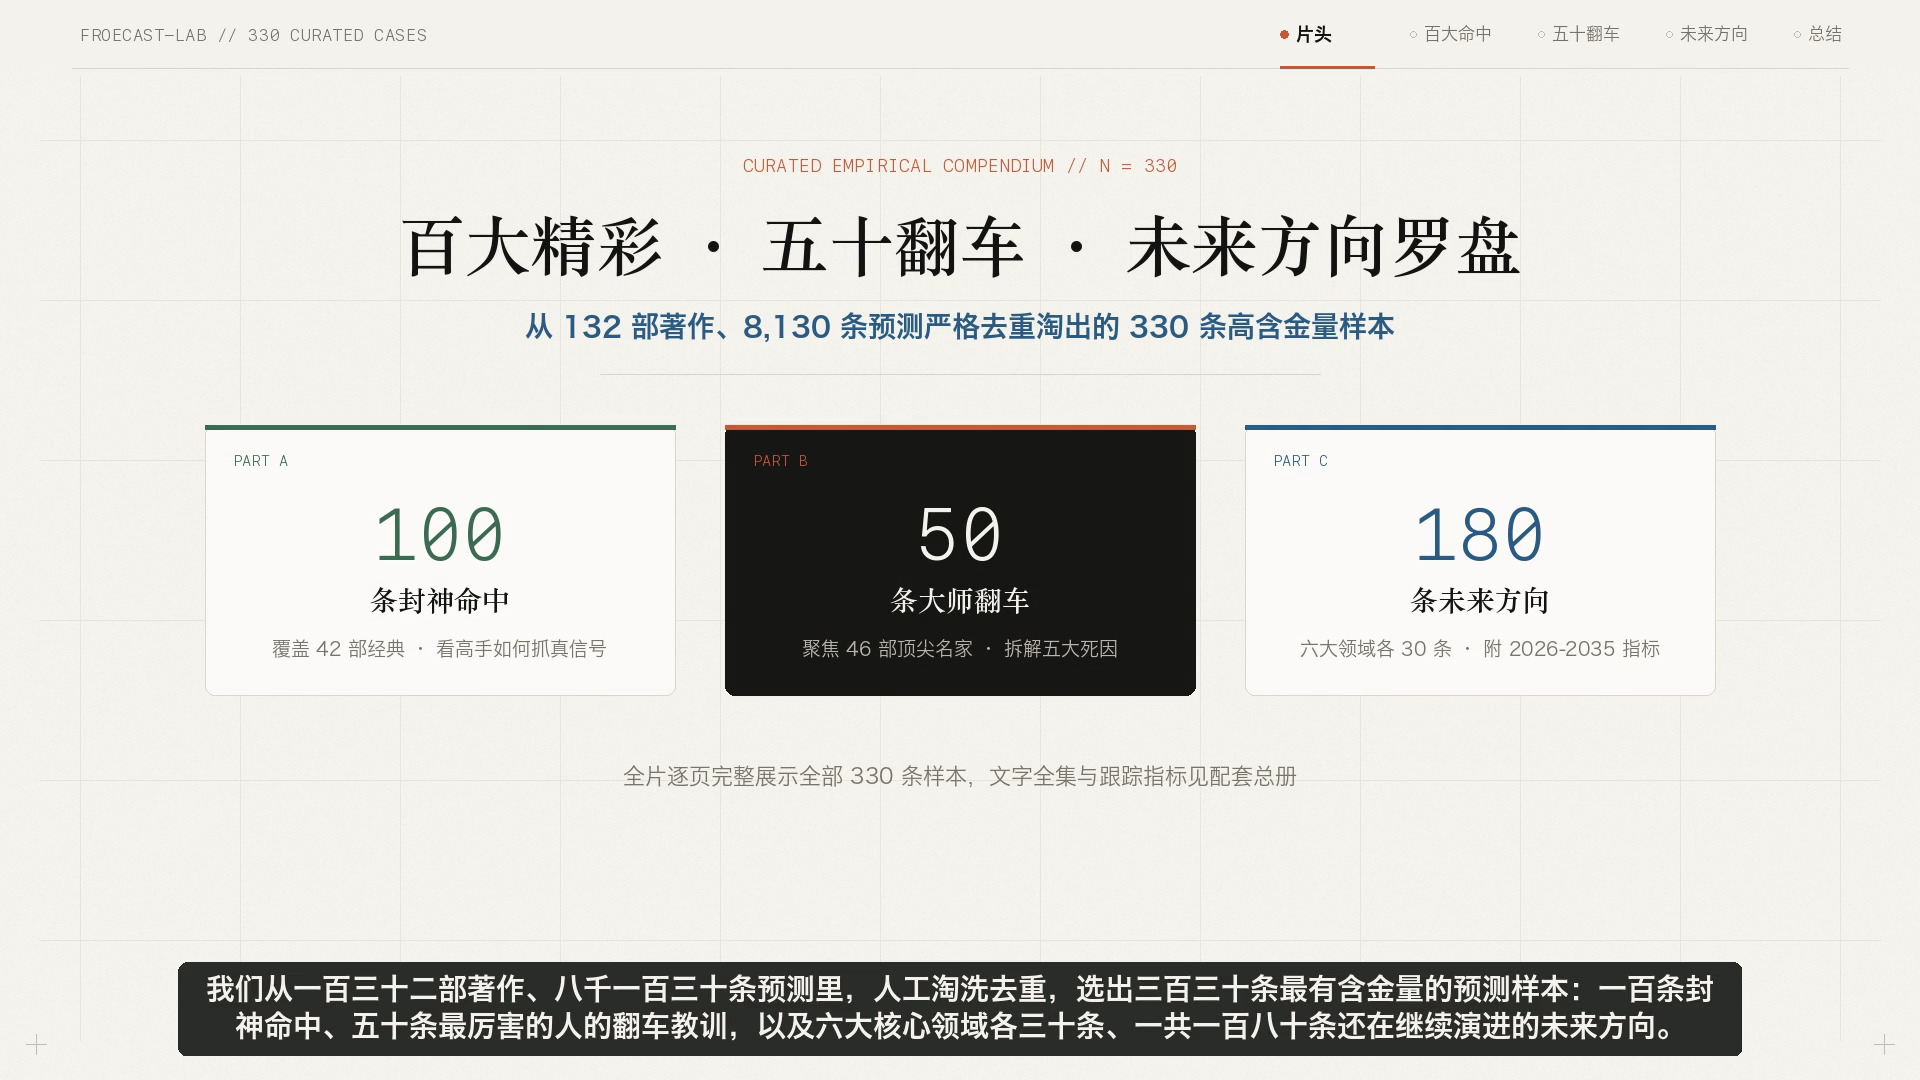 FROECAST—LAB // 330 CURATED CASES
片头
百大命中
五十翻车
未来方向
总结
CURATED EMPIRICAL COMPENDIUM // N = 330
百大精彩 · 五十翻车 · 未来方向罗盘
从 132 部著作、8,130 条预测严格去重淘出的 330 条高含金量样本
PART A
100
条封神命中
覆盖 42 部经典 · 看高手如何抓真信号
PART B
50
条大师翻车
聚焦 46 部顶尖名家 · 拆解五大死因
PART C
180
条未来方向
六大领域各 30 条 · 附 2026-2035 指标
全片逐页完整展示全部 330 条样本，文字全集与跟踪指标见配套总册
我们从一百三十二部著作、八千一百三十条预测里，人工淘洗去重，选出三百三十条最有含金量的预测样本：一百条封
神命中、五十条最厉害的人的翻车教训，以及六大核心领域各三十条、一共一百八十条还在继续演进的未来方向。